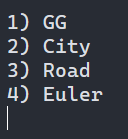 1) GG
2) City
3) Road
4) Euler